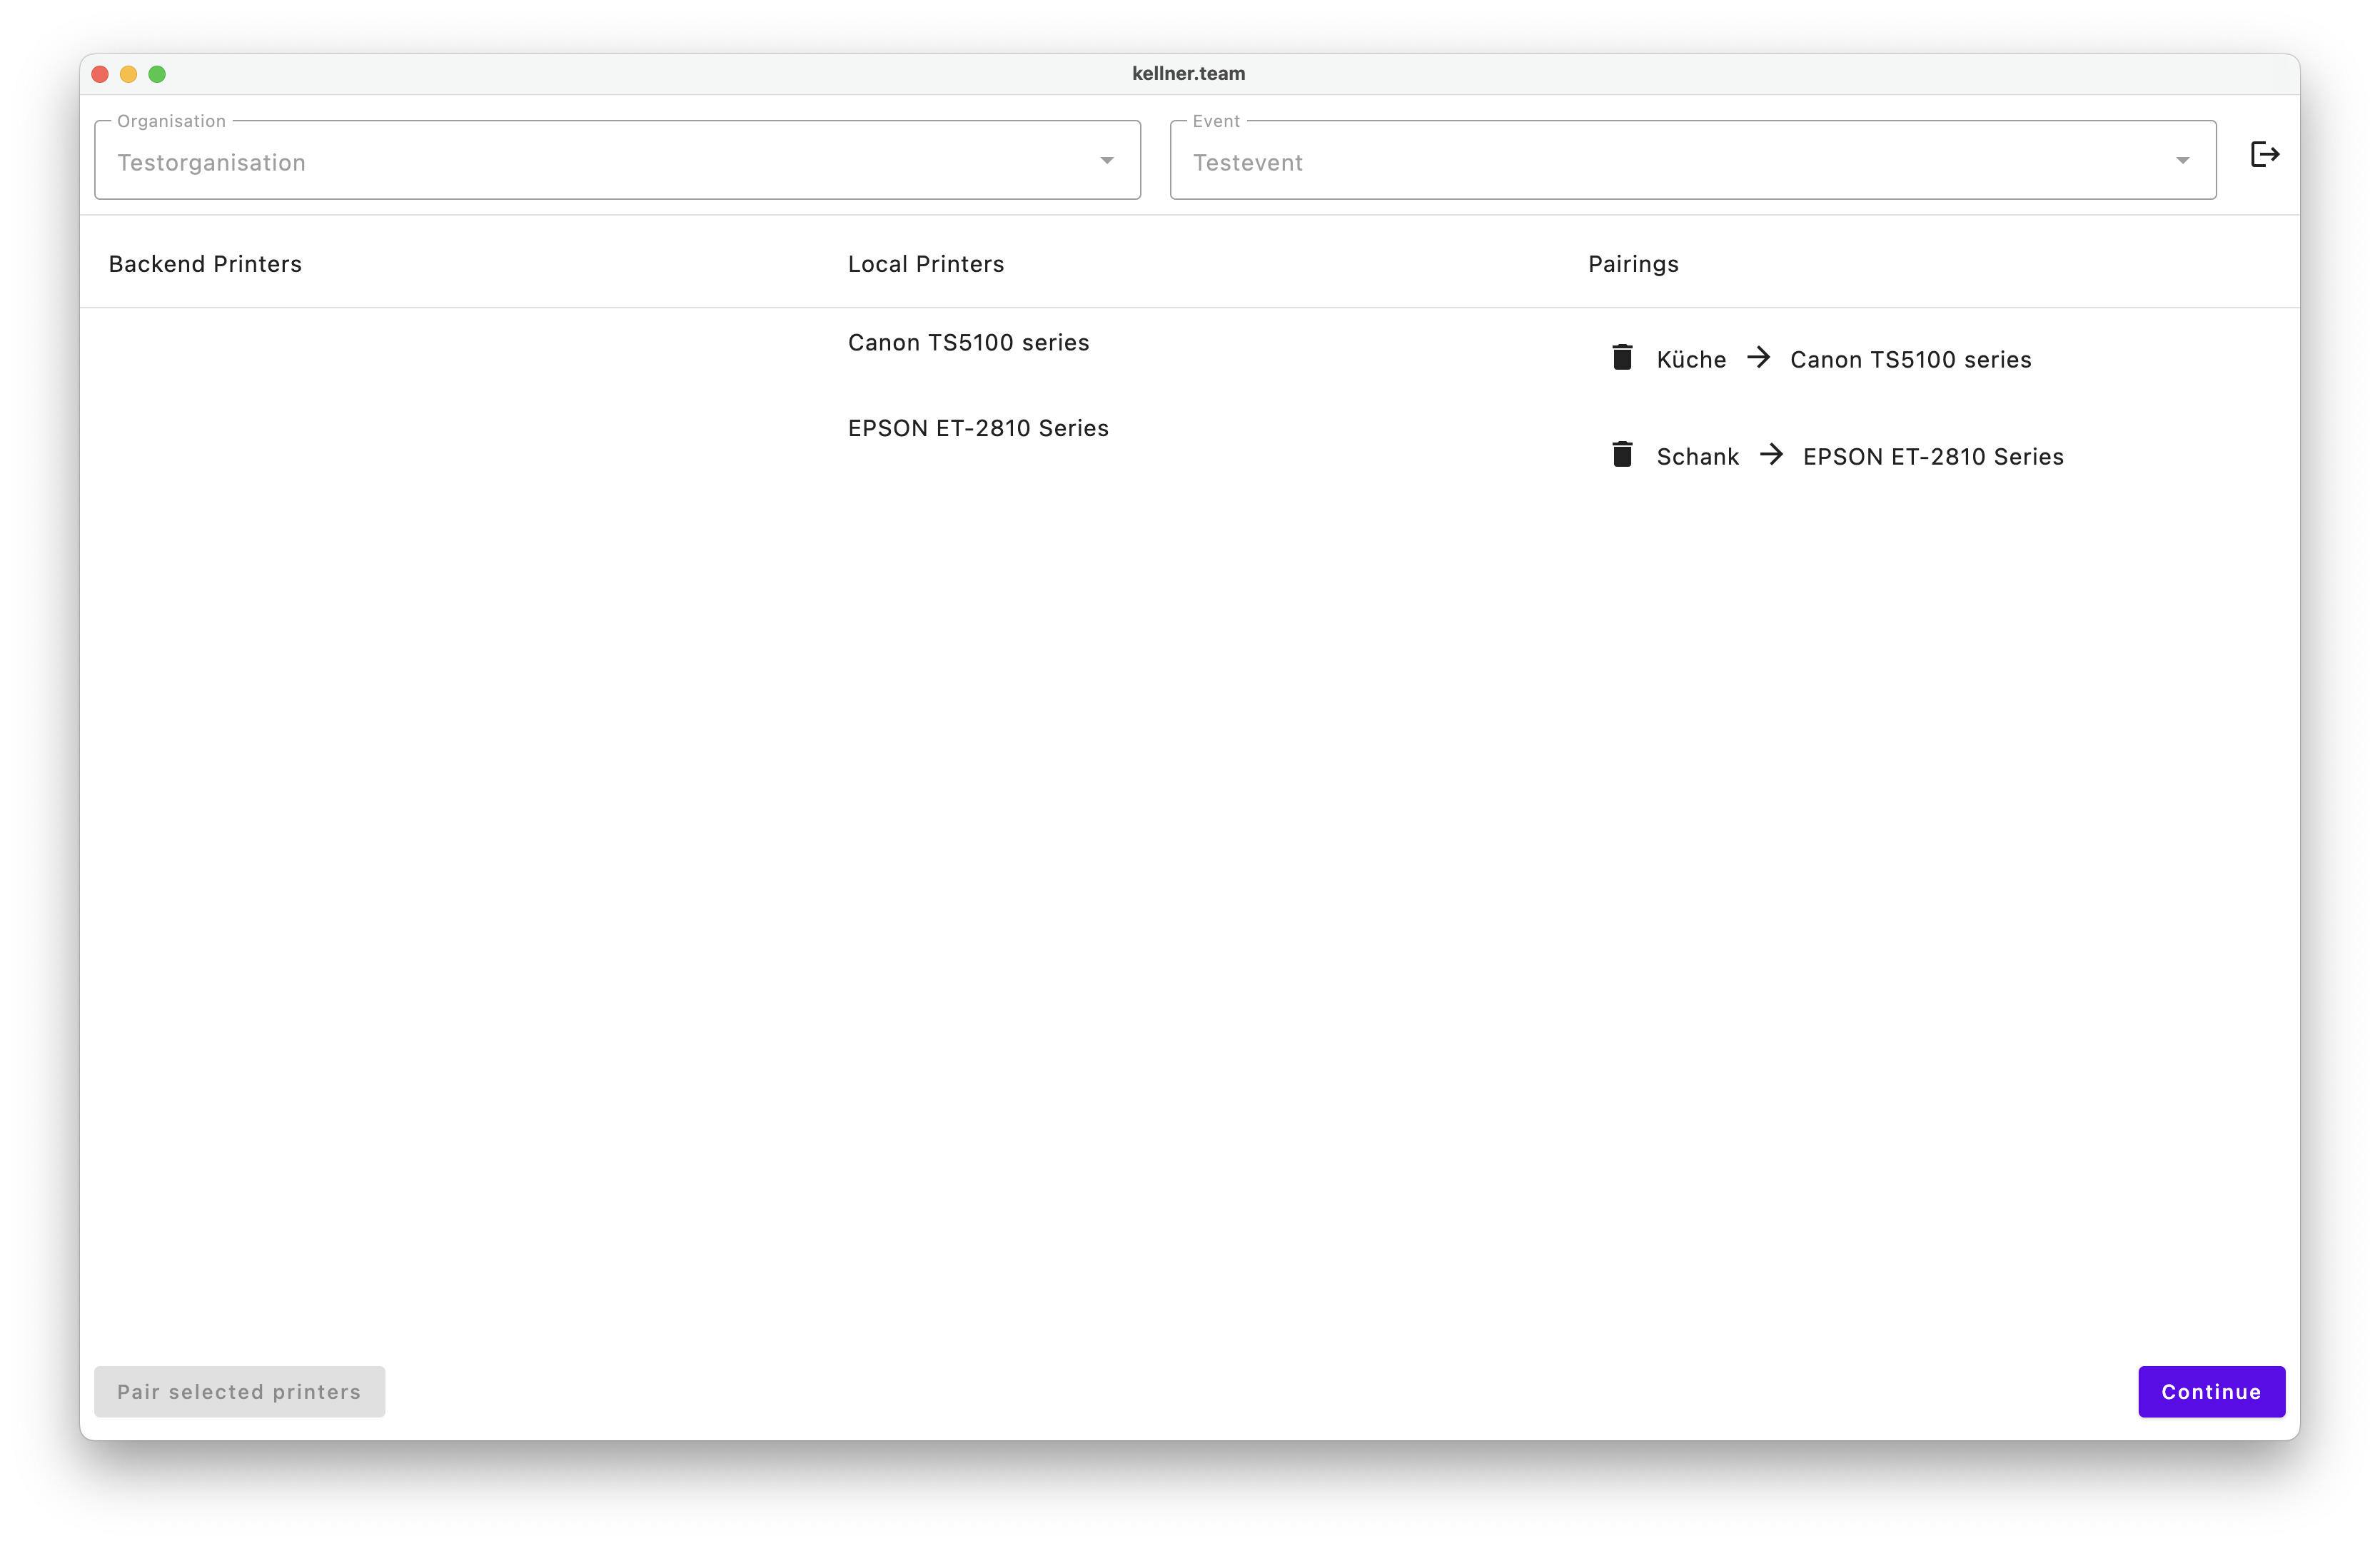 kellner.team
Organisation
Testorganisation
Event
Testevent
Backend Printers
Local Printers
Pairings
Canon TS5100 series
EPSON ET-2810 Series
Küche → Canon TS5100 series
Schank → EPSON ET-2810 Series
Pair selected printers
Continue